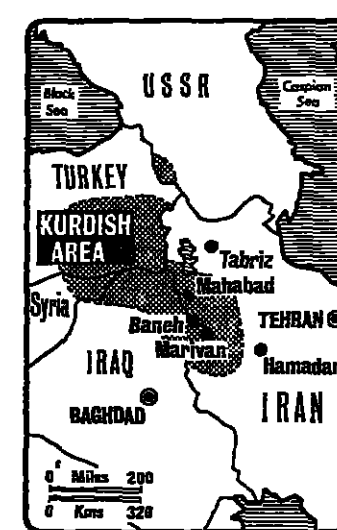 USSR
Black
Sea
Caspian
Sea
TURKEY
KURDISH
AREA
Tabriz
Mahabad
Syria
Baneh
TEHRAN
Marivan
IRAQ
Hamadan
BAGHDAD
IRAN
0 Miles 200
0 Kms 320